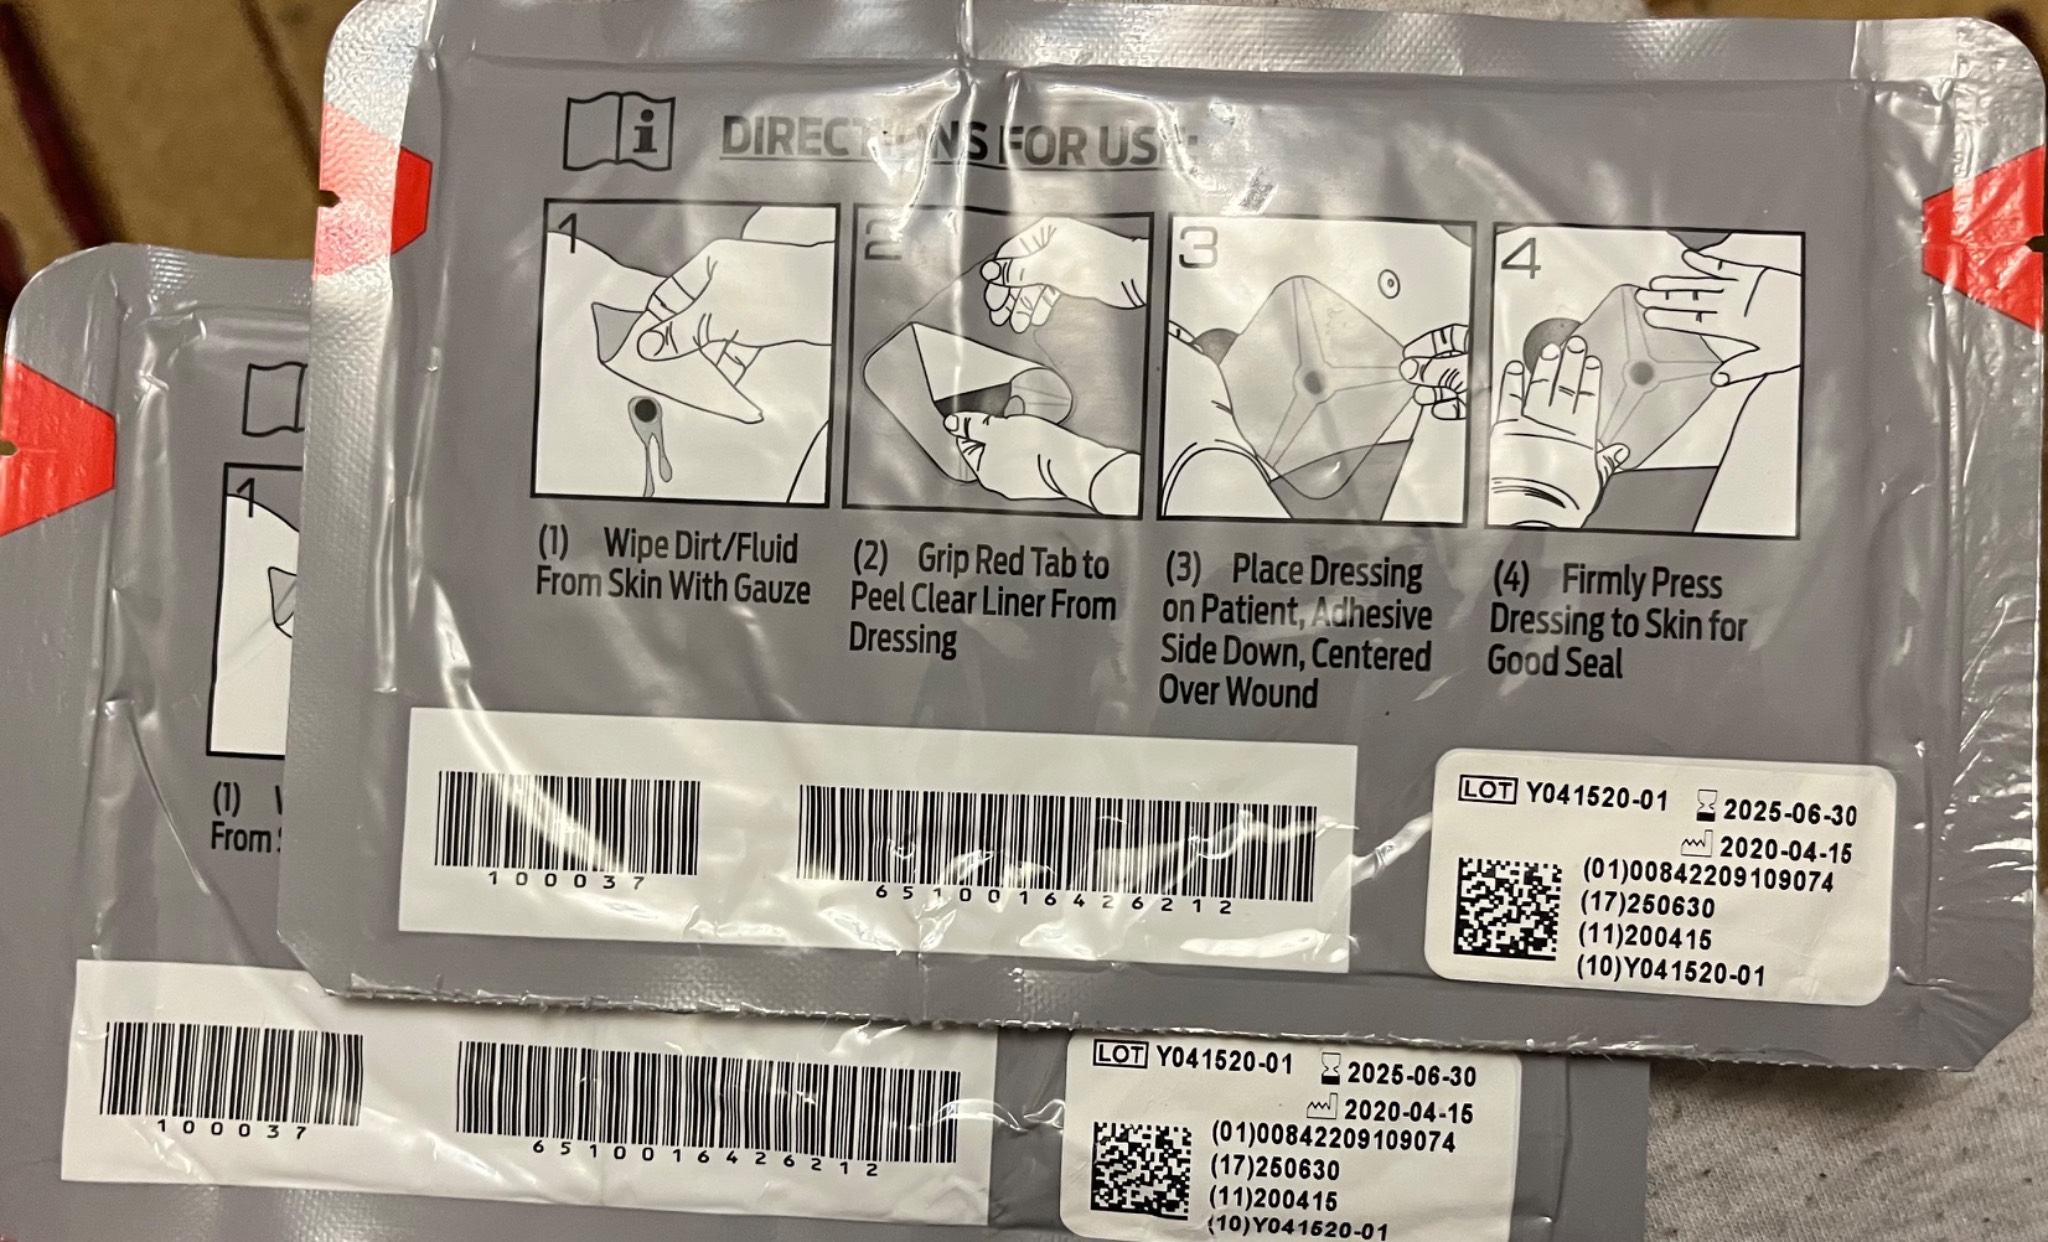 DIRECTIONS FOR USE:
1
2
3
4
(1) Wipe Dirt/Fluid
From Skin With Gauze
(2) Grip Red Tab to
Peel Clear Liner From
Dressing
(3) Place Dressing
on Patient, Adhesive
Side Down, Centered
Over Wound
(4) Firmly Press
Dressing to Skin for
Good Seal
100037
6510016426212
LOT Y041520-01 2025-06-30
2020-04-15
(01)00842209109074
(17)250630
(11)200415
(10)Y041520-01
1
(1)
From
100037
6510016426212
LOT Y041520-01 2025-06-30
2020-04-15
(01)00842209109074
(17)250630
(11)200415
(10)Y041520-01